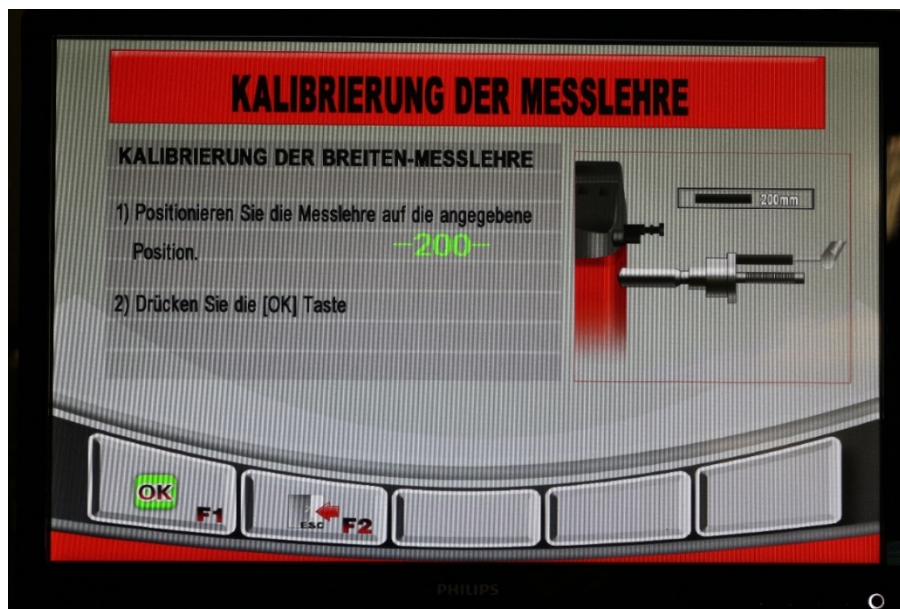 KALIBRIERUNG DER MESSLEHRE
KALIBRIERUNG DER BREITEN-MESSLEHRE
1) Positionieren Sie die Messlehre auf die angegebene
Position.
-200-
2) Drücken Sie die [OK] Taste
200mm
OK
F1
ESC
F2
PHILIPS